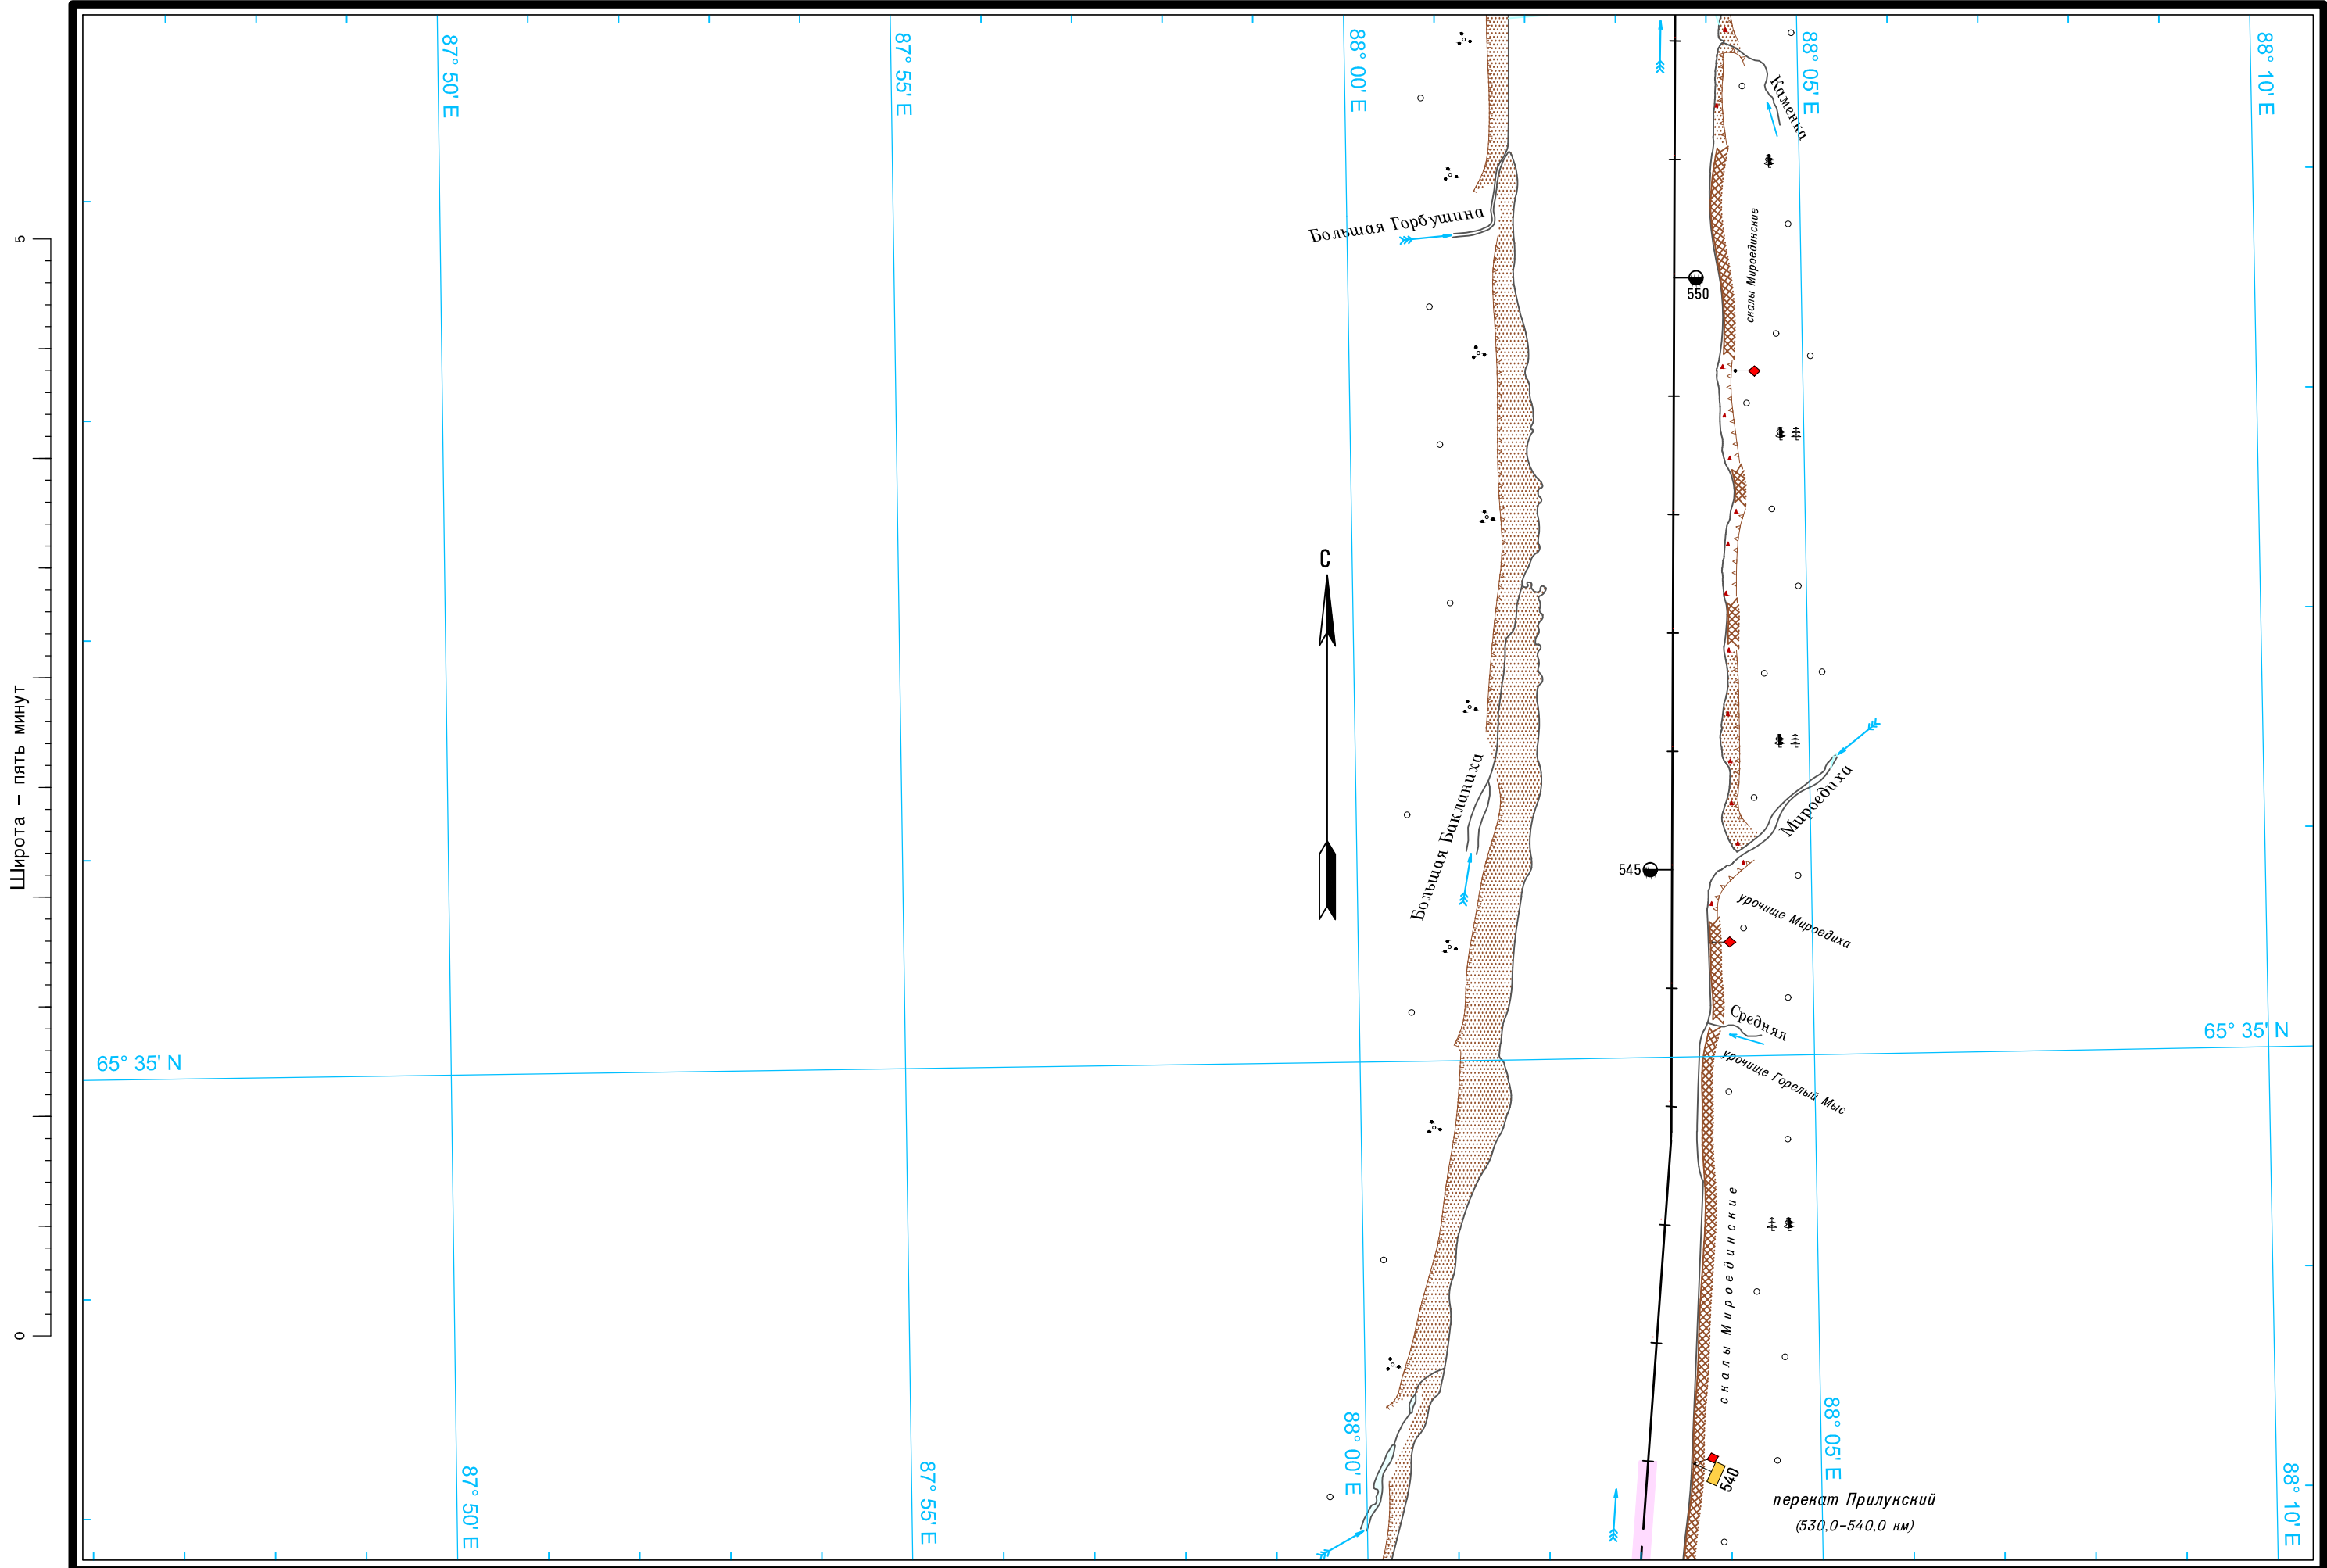 87° 50' E
87° 55' E
88° 00' E
88° 05' E
88° 10' E
Каменка
5
Большая Горбушина
скалы Мироединские
550
С
Широта – пять минут
Большая Бакланиха
Мироедиха
545
урочище Мироедиха
Средняя
65° 35' N
65° 35' N
урочище Горелый Мыс
скалы Мироединские
0
540
перекат Прилукский
(530.0-540.0 км)
87° 50' E
87° 55' E
88° 00' E
88° 05' E
88° 10' E